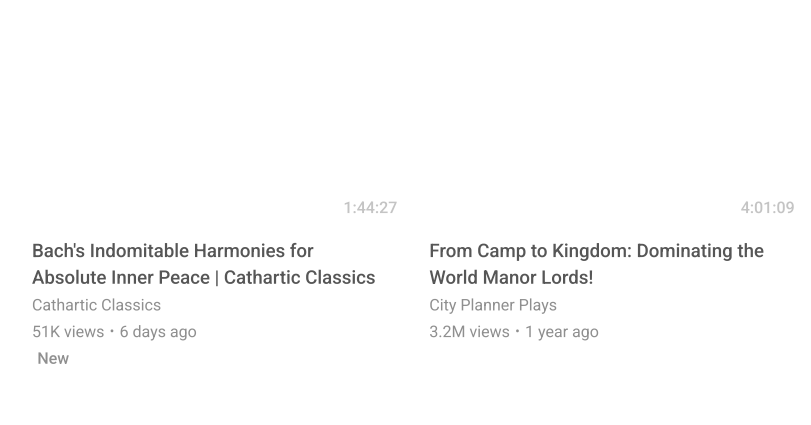 1:44:27
4:01:09
Bach's Indomitable Harmonies for
Absolute Inner Peace | Cathartic Classics
Cathartic Classics
51K views • 6 days ago
New
From Camp to Kingdom: Dominating the
World Manor Lords!
City Planner Plays
3.2M views • 1 year ago